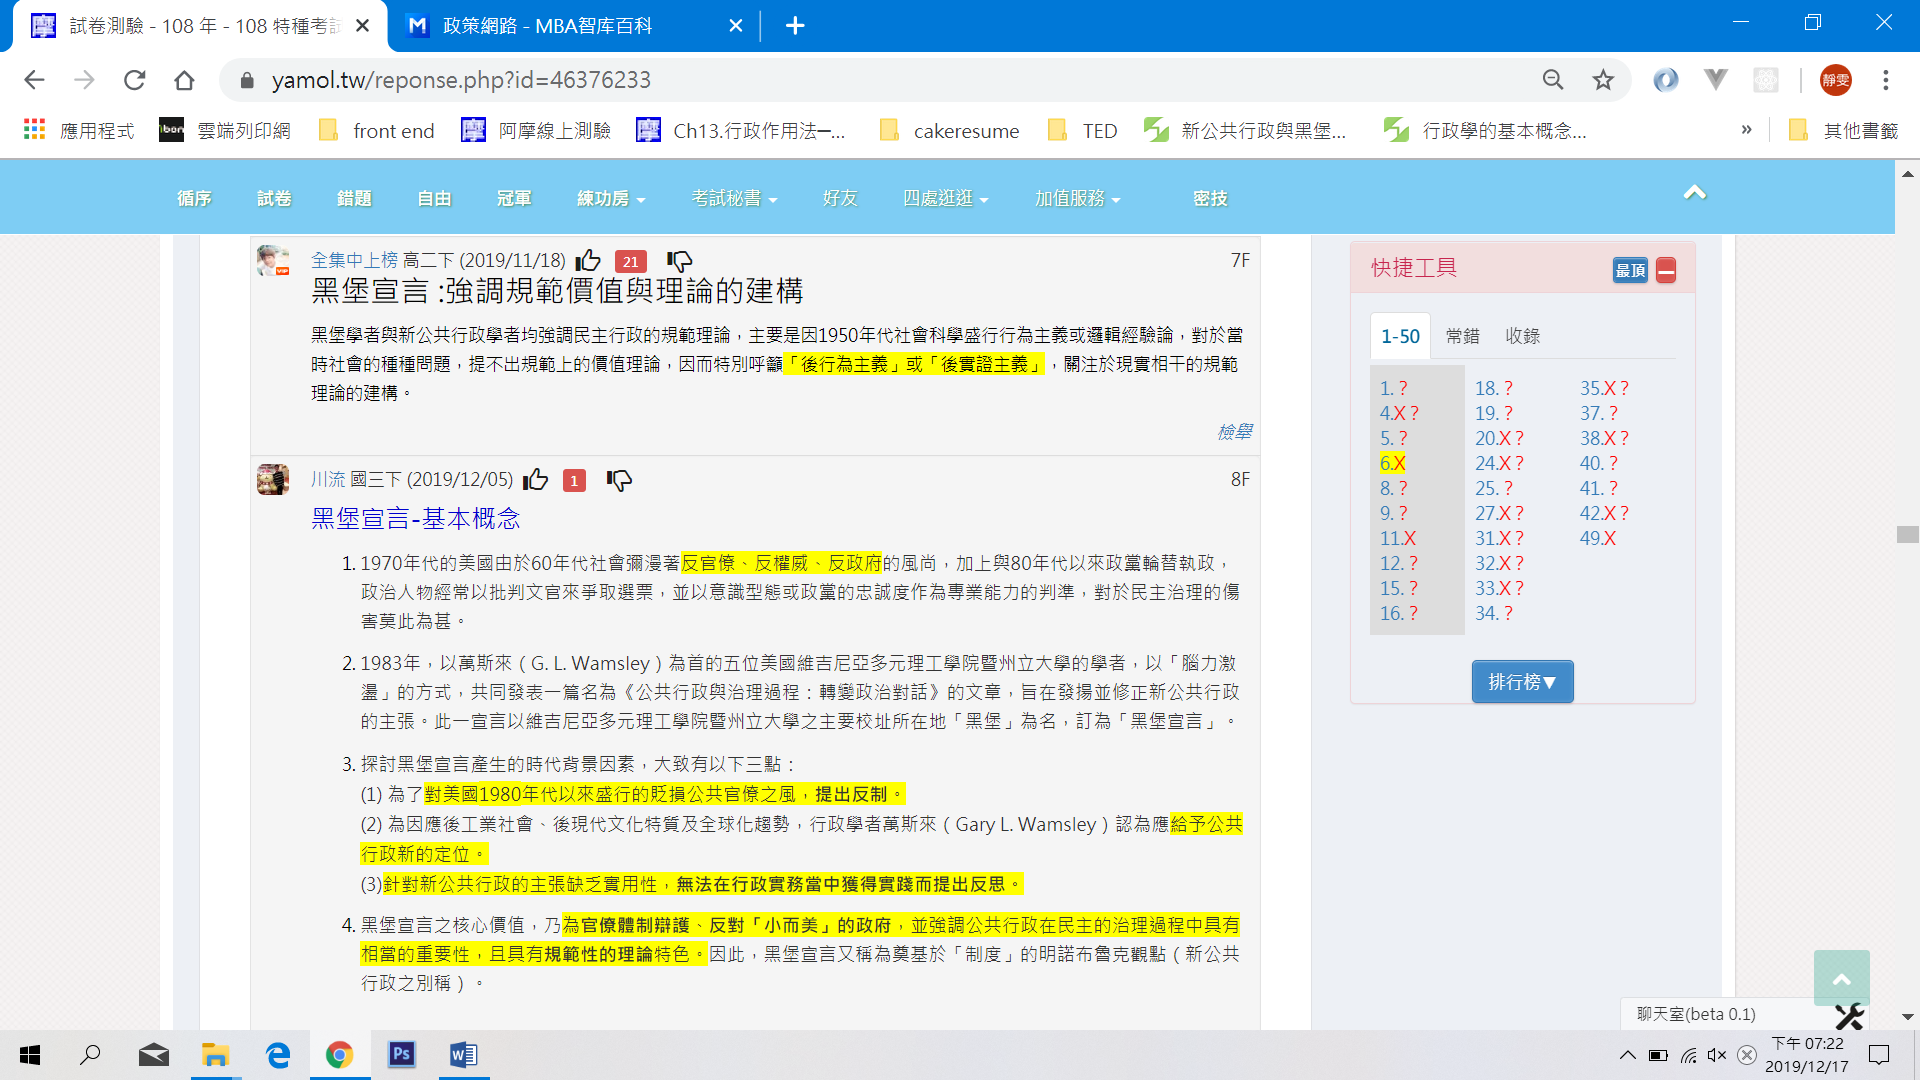 試卷測驗 - 108 年 - 108 特種考
政策網路 - MBA智库百科
yamol.tw/reponse.php?id=46376233
靜雯
應用程式
ibon
雲端列印網
front end
阿摩線上測驗
Ch13.行政作用法─...
cakeresume
TED
新公共行政與黑堡...
行政學的基本概念...
»
其他書籤
循序
試卷
錯題
自由
冠軍
練功房
考試秘書
好友
四處逛逛
加值服務
密技
全集中上榜 高二下 (2019/11/18) 21 7F
黑堡宣言 :強調規範價值與理論的建構
黑堡學者與新公共行政學者均強調民主行政的規範理論，主要是因1950年代社會科學盛行行為主義或邏輯經驗論，對於當
時社會的種種問題，提不出規範上的價值理論，因而特別呼籲「後行為主義」或「後實證主義」，關注於現實相干的規範
理論的建構。
檢舉
川流 國三下 (2019/12/05) 1 8F
黑堡宣言-基本概念
1. 1970年代的美國由於60年代社會彌漫著反官僚、反權威、反政府的風尚，加上與80年代以來政黨輪替執政，
政治人物經常以批判文官來爭取選票，並以意識型態或政黨的忠誠度作為專業能力的判準，對於民主治理的傷
害莫此為甚。
2. 1983年，以萬斯來（G. L. Wamsley）為首的五位美國維吉尼亞多元理工學院暨州立大學的學者，以「腦力激
盪」的方式，共同發表一篇名為《公共行政與治理過程：轉變政治對話》的文章，旨在發揚並修正新公共行政
的主張。此一宣言以維吉尼亞多元理工學院暨州立大學之主要校址所在地「黑堡」為名，訂為「黑堡宣言」。
3. 探討黑堡宣言產生的時代背景因素，大致有以下三點：
(1) 為了對美國1980年代以來盛行的貶損公共官僚之風，提出反制。
(2) 為因應後工業社會、後現代文化特質及全球化趨勢，行政學者萬斯來（Gary L. Wamsley）認為應給予公共
行政新的定位。
(3)針對新公共行政的主張缺乏實用性，無法在行政實務當中獲得實踐而提出反思。
4. 黑堡宣言之核心價值，乃為官僚體制辯護、反對「小而美」的政府，並強調公共行政在民主的治理過程中具有
相當的重要性，且具有規範性的理論特色。因此，黑堡宣言又稱為奠基於「制度」的明諾布魯克觀點（新公共
行政之別稱）。
快捷工具
最頂
1-50 常錯 收錄
1. ? 18. ? 35.X ?
4.X ? 19. ? 37. ?
5. ? 20.X ? 38.X ?
6.X 24.X ? 40. ?
8. ? 25. ? 41. ?
9. ? 27.X ? 42.X ?
11.X 31.X ? 49.X
12. ? 32.X ?
15. ? 33.X ?
16. ? 34. ?
排行榜▼
聊天室(beta 0.1)
Ps
下午 07:22
2019/12/17